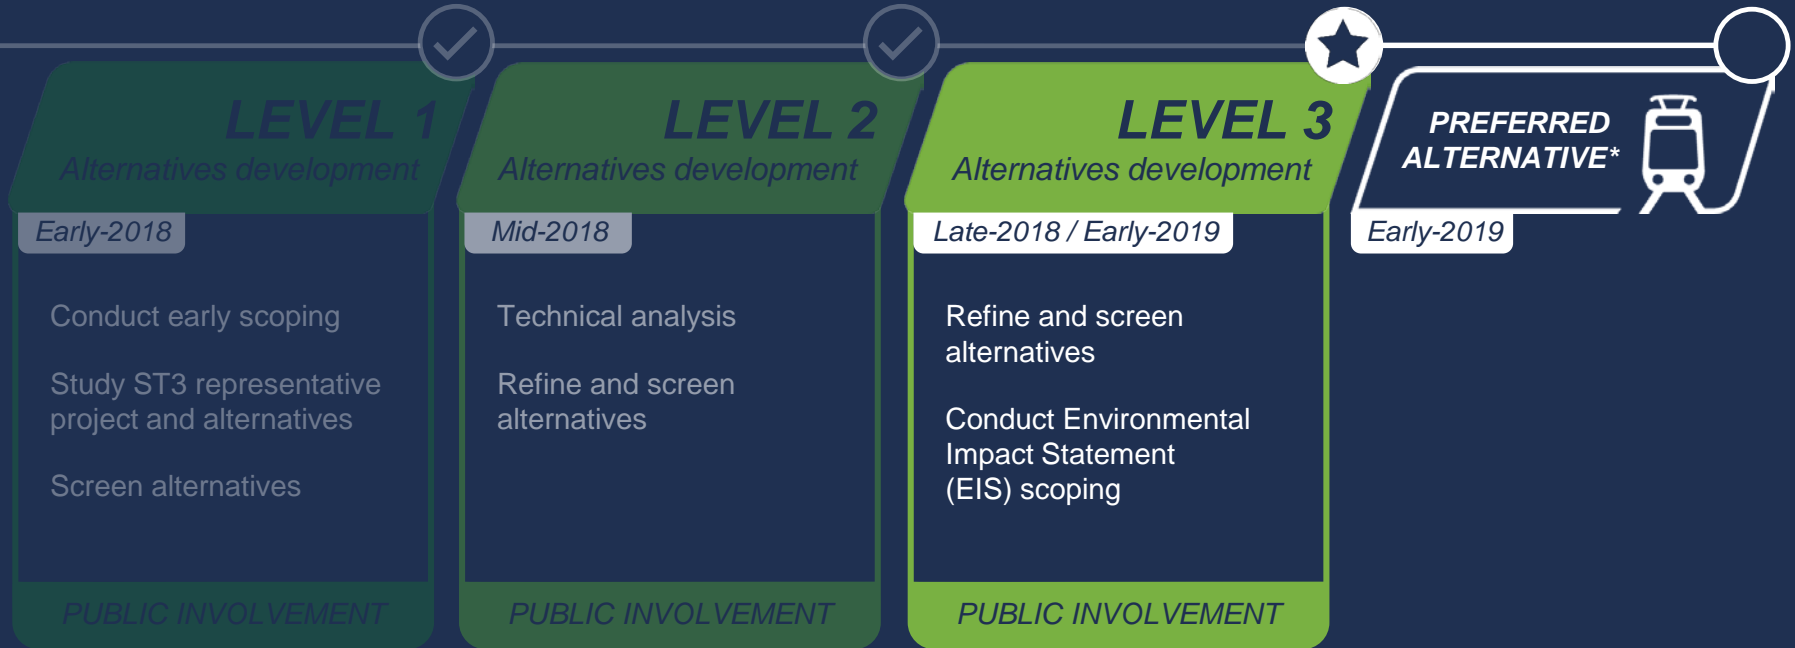 LEVEL 1
Alternatives development
Early-2018
Conduct early scoping
Study ST3 representative
project and alternatives
Screen alternatives
PUBLIC INVOLVEMENT
LEVEL 2
Alternatives development
Mid-2018
Technical analysis
Refine and screen
alternatives
PUBLIC INVOLVEMENT
LEVEL 3
Alternatives development
Late-2018 / Early-2019
Refine and screen
alternatives
Conduct Environmental
Impact Statement
(EIS) scoping
PUBLIC INVOLVEMENT
PREFERRED
ALTERNATIVE*
Early-2019